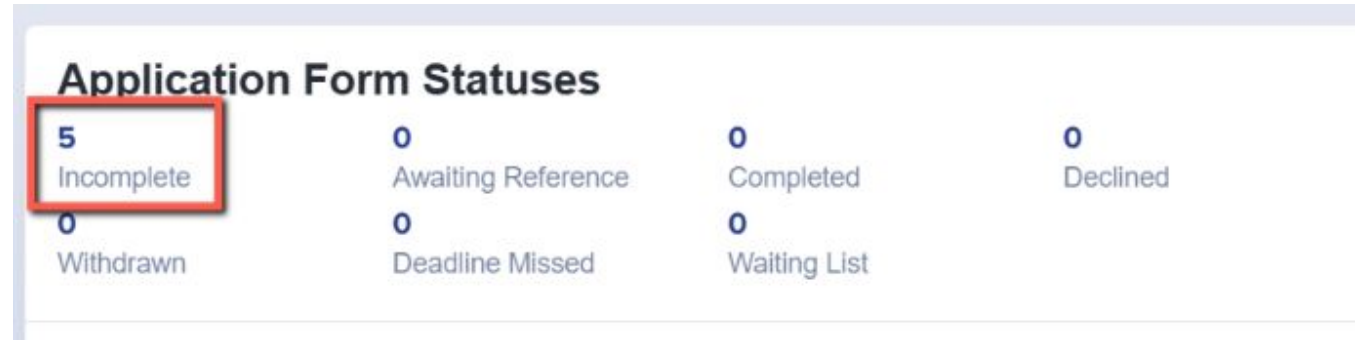 Application Form Statuses
5 0 0 0
Incomplete Awaiting Reference Completed Declined
0 0 0
Withdrawn Deadline Missed Waiting List